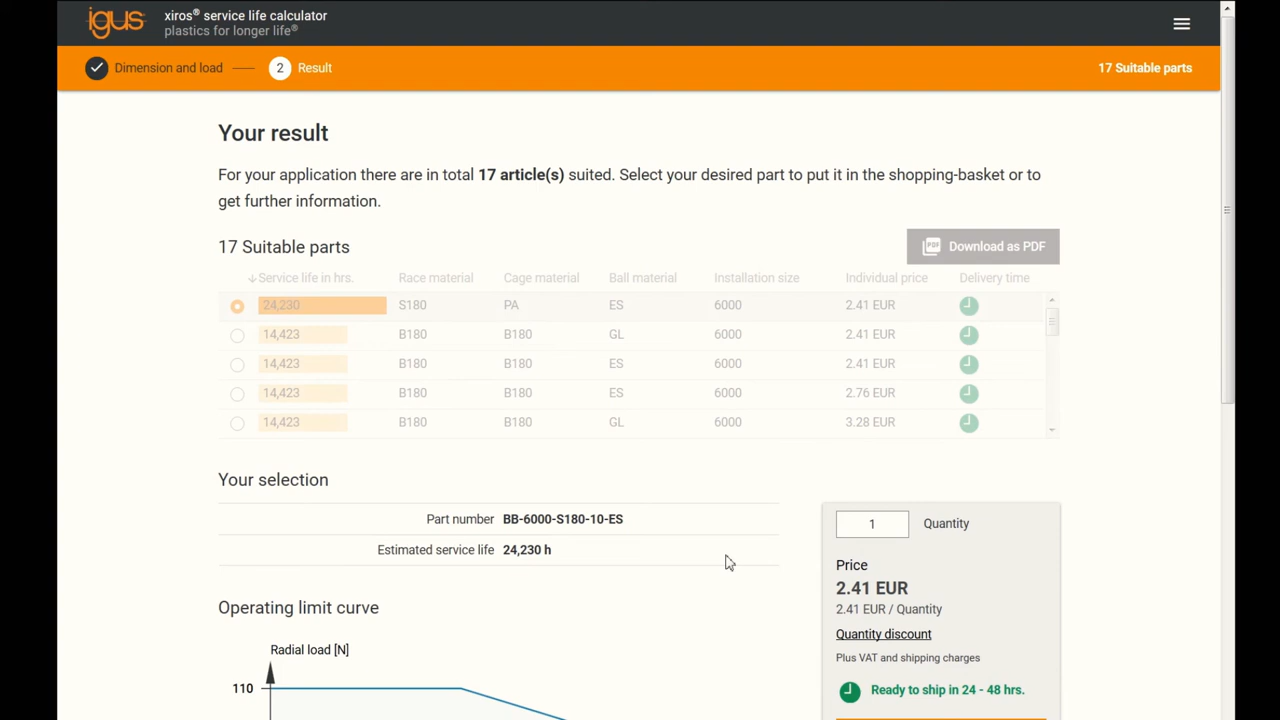 igus xiros® service life calculator
plastics for longer life®
Dimension and load 2 Result 17 Suitable parts
Your result
For your application there are in total 17 article(s) suited. Select your desired part to put it in the shopping-basket or to
get further information.
17 Suitable parts PDF Download as PDF
Service life in hrs. Race material Cage material Ball material Installation size Individual price Delivery time
24,230 S180 PA ES 6000 2.41 EUR
14,423 B180 B180 GL 6000 2.41 EUR
14,423 B180 B180 ES 6000 2.41 EUR
14,423 B180 B180 ES 6000 2.76 EUR
14,423 B180 B180 GL 6000 3.28 EUR
Your selection
Part number BB-6000-S180-10-ES
Estimated service life 24,230 h
Operating limit curve
Radial load [N]
110
1 Quantity
Price
2.41 EUR
2.41 EUR / Quantity
Quantity discount
Plus VAT and shipping charges
Ready to ship in 24 - 48 hrs.